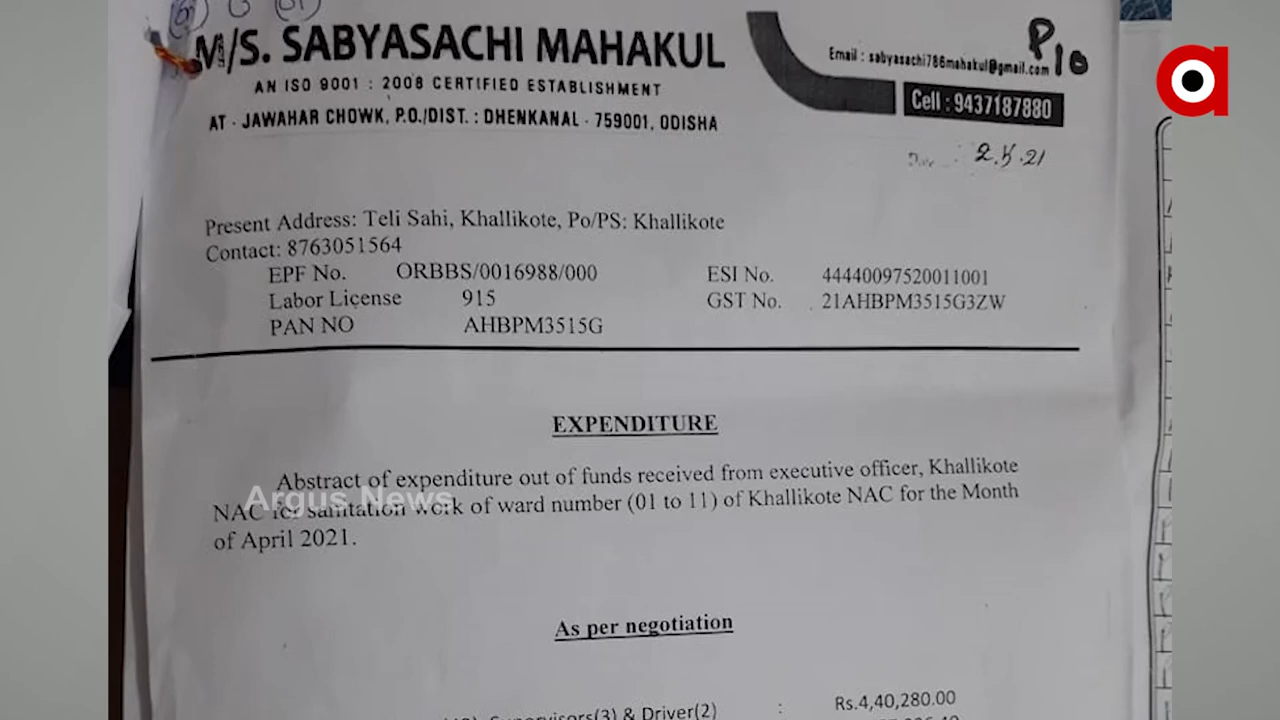 P10
M/S. SABYASACHI MAHAKUL
AN ISO 9001 : 2008 CERTIFIED ESTABLISHMENT
AT - JAWAHAR CHOWK, P.O./DIST. : DHENKANAL - 759001, ODISHA
Email : sabyasachi786mahakul@gmail.com
Cell : 9437187880
Date : 2.5.21
Present Address: Teli Sahi, Khallikote, Po/PS: Khallikote
Contact: 8763051564
EPF No. ORBBS/0016988/000 ESI No. 44440097520011001
Labor License 915 GST No. 21AHBPM3515G3ZW
PAN NO AHBPM3515G
EXPENDITURE
Abstract of expenditure out of funds received from executive officer, Khallikote
NAC for sanitation work of ward number (01 to 11) of Khallikote NAC for the Month
of April 2021.
Argus News
As per negotiation
Supervisors(3) & Driver(2) : Rs.4,40,280.00